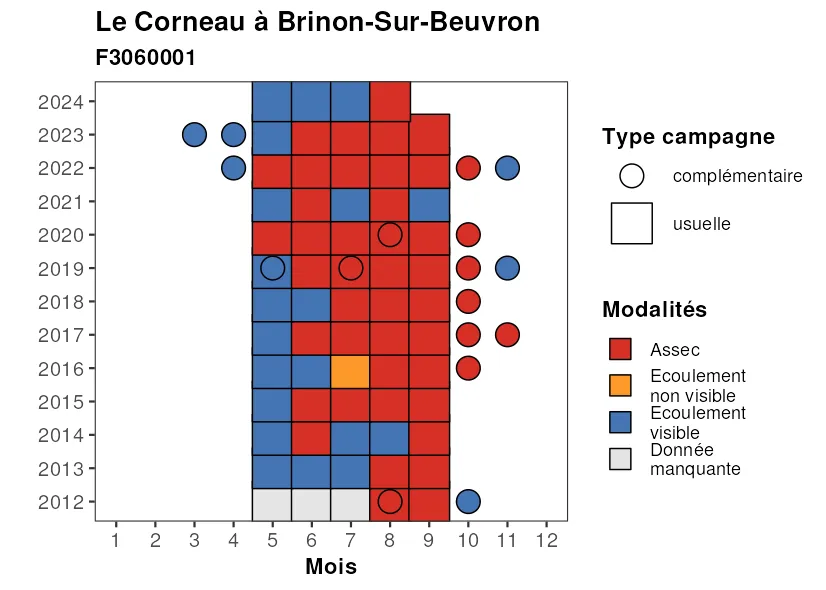 Le Corneau à Brinon-Sur-Beuvron
F3060001
2024
2023
2022
2021
2020
2019
2018
2017
2016
2015
2014
2013
2012
1 2 3 4 5 6 7 8 9 10 11 12
Mois
Type campagne
complémentaire
usuelle
Modalités
Assec
Ecoulement
non visible
Ecoulement
visible
Donnée
manquante